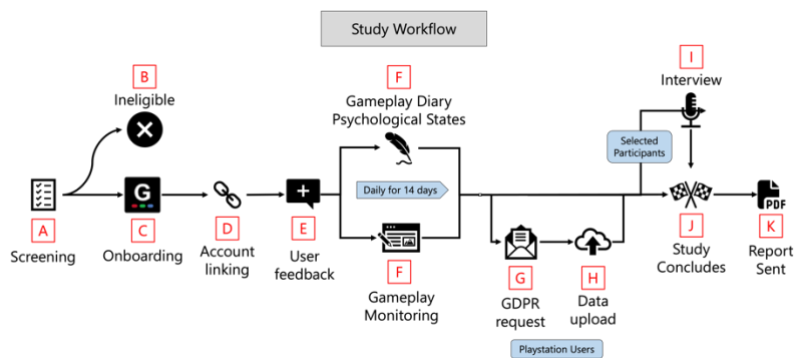 Study Workflow
B
Ineligible
F
Gameplay Diary
Psychological States
I
Interview
Selected
Participants
Daily for 14 days
G
PDF
A
Screening
C
Onboarding
D
Account
linking
E
User
feedback
F
Gameplay
Monitoring
G
GDPR
request
H
Data
upload
Playstation Users
J
Study
Concludes
K
Report
Sent